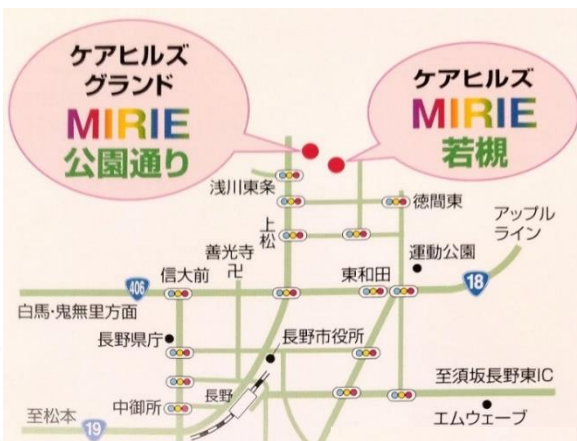 ケアヒルズ
グランド
MIRIE
公園通り
ケアヒルズ
MIRIE
若槻
浅川東条
徳間東
上松
アップル
ライン
善光寺
卍
運動公園
信大前
東和田
18
406
白馬・鬼無里方面
長野県庁
長野市役所
長野
至須坂長野東IC
中御所
エムウェーブ
至松本
19